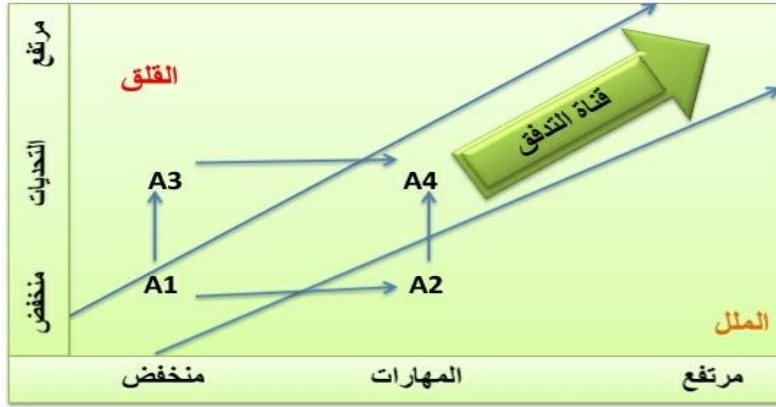 مرتفع
القلق
قناة التدفق
التحديات
A3
A4
A1
A2
منخفض
الملل
منخفض
المهارات
مرتفع